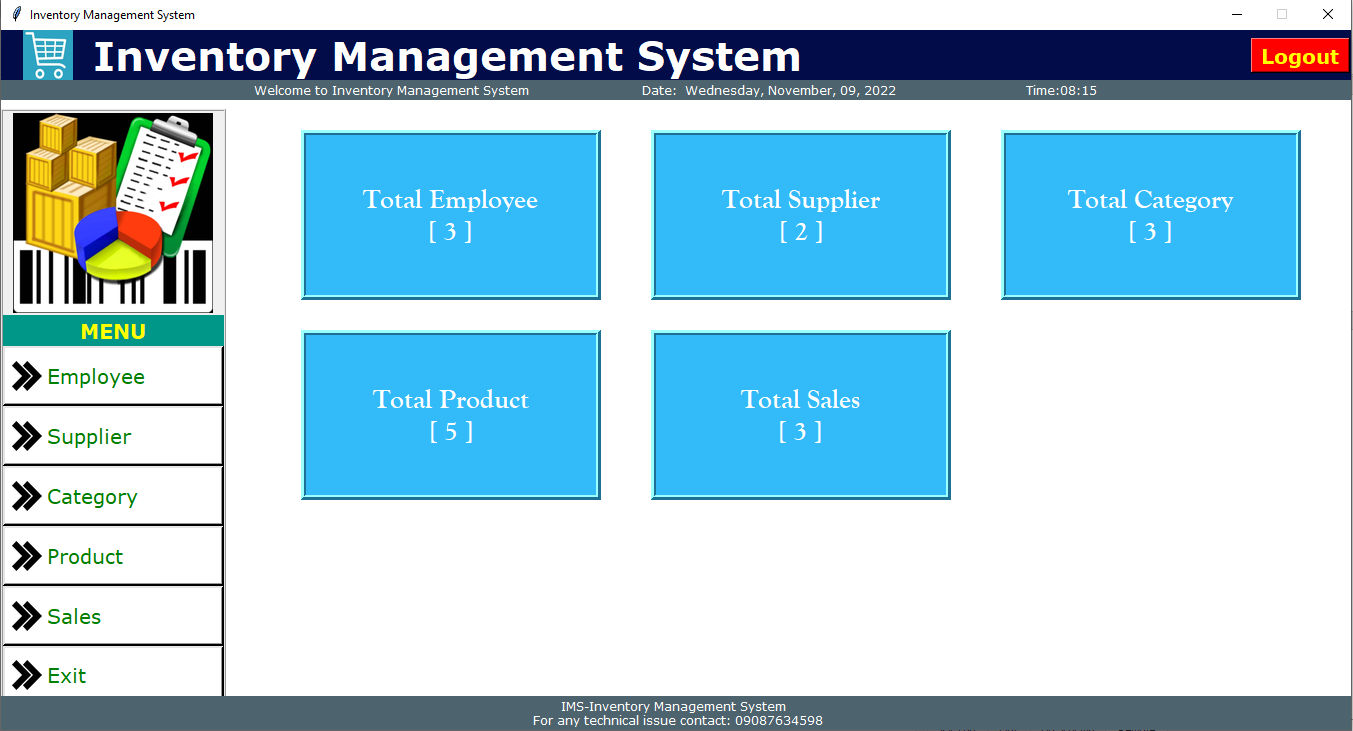 Inventory Management System
Inventory Management System
Logout
Welcome to Inventory Management System
Date: Wednesday, November, 09, 2022
Time:08:15
Total Employee
[ 3 ]
Total Supplier
[ 2 ]
Total Category
[ 3 ]
MENU
Employee
Supplier
Category
Product
Sales
Exit
Total Product
[ 5 ]
Total Sales
[ 3 ]
IMS-Inventory Management System
For any technical issue contact: 09087634598